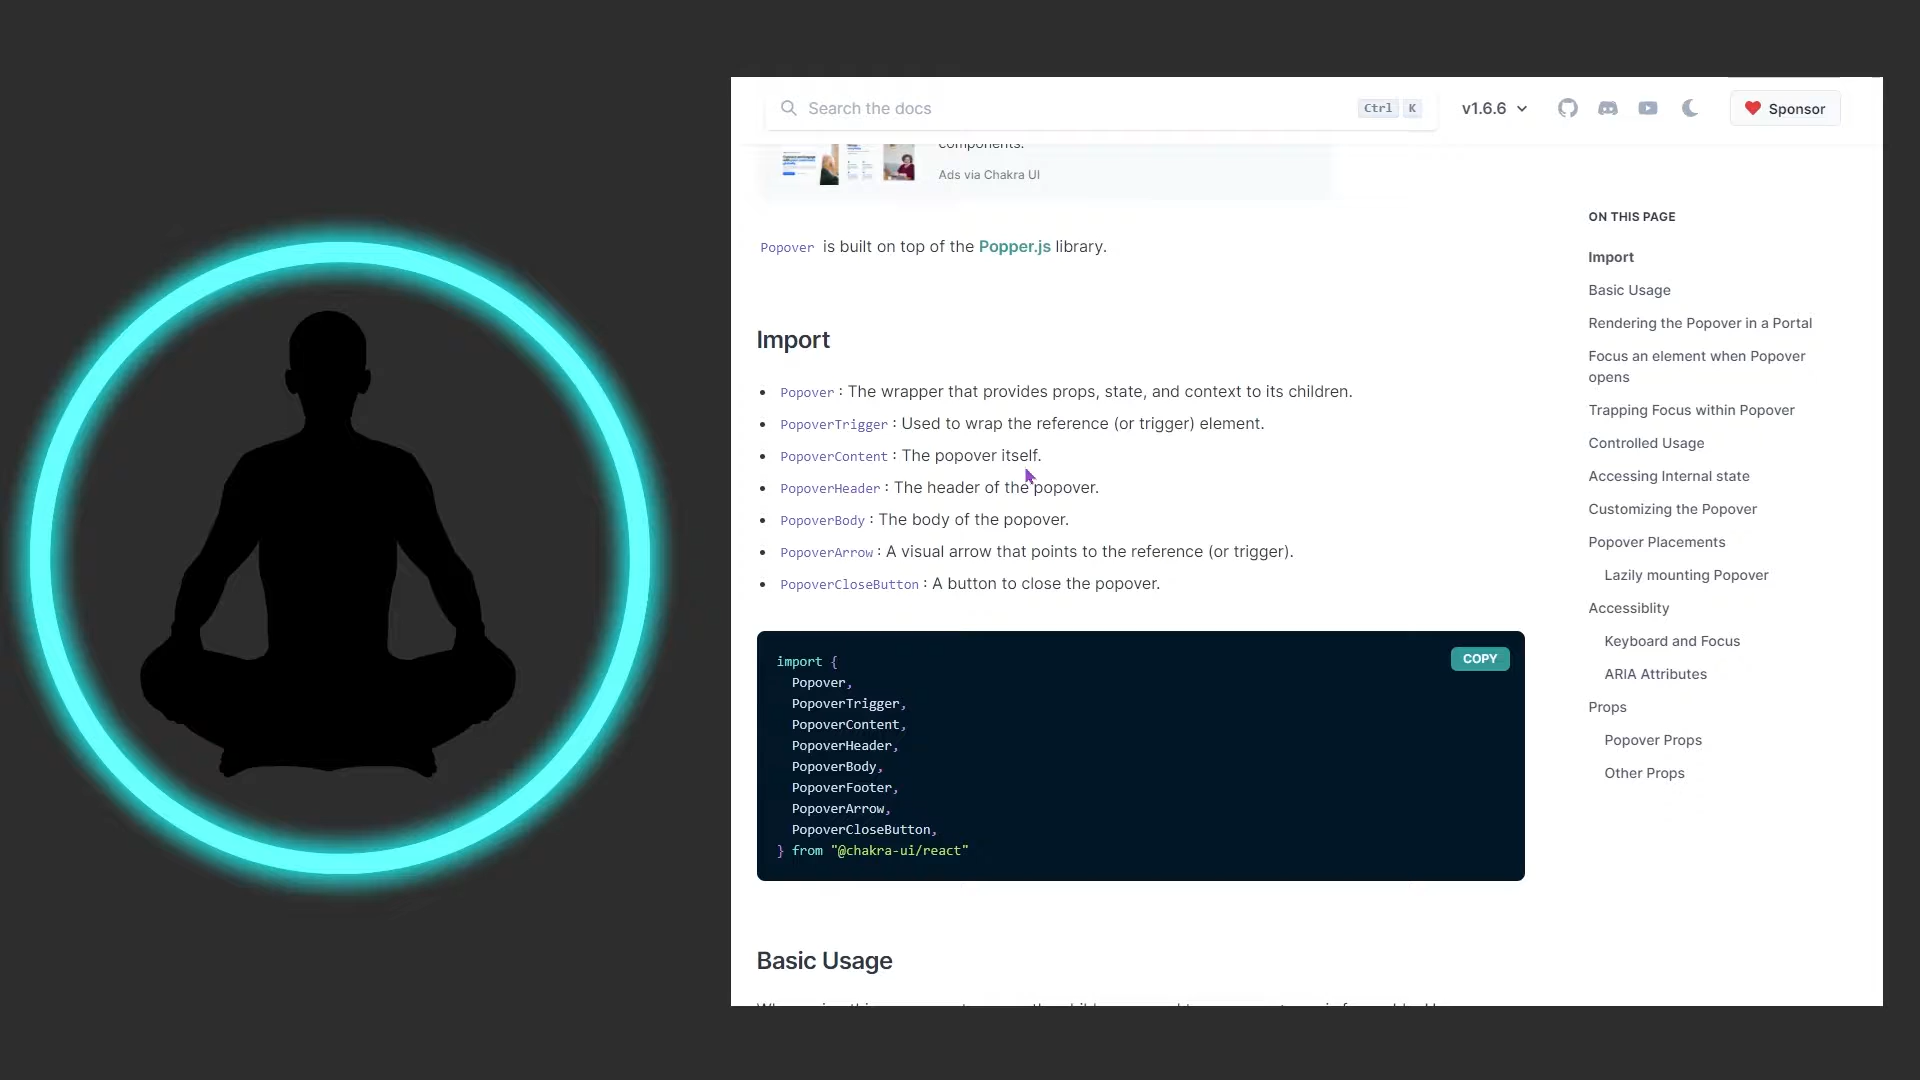 Search the docs
Ctrl K
v1.6.6
Sponsor
components.
Ads via Chakra UI
Popover is built on top of the Popper.js library.
Import
• Popover : The wrapper that provides props, state, and context to its children.
• PopoverTrigger : Used to wrap the reference (or trigger) element.
• PopoverContent : The popover itself.
• PopoverHeader : The header of the popover.
• PopoverBody : The body of the popover.
• PopoverArrow : A visual arrow that points to the reference (or trigger).
• PopoverCloseButton : A button to close the popover.
COPY
import {
Popover,
PopoverTrigger,
PopoverContent,
PopoverHeader,
PopoverBody,
PopoverFooter,
PopoverArrow,
PopoverCloseButton,
} from "@chakra-ui/react"
Basic Usage
ON THIS PAGE
Import
Basic Usage
Rendering the Popover in a Portal
Focus an element when Popover
opens
Trapping Focus within Popover
Controlled Usage
Accessing Internal state
Customizing the Popover
Popover Placements
Lazily mounting Popover
Accessiblity
Keyboard and Focus
ARIA Attributes
Props
Popover Props
Other Props